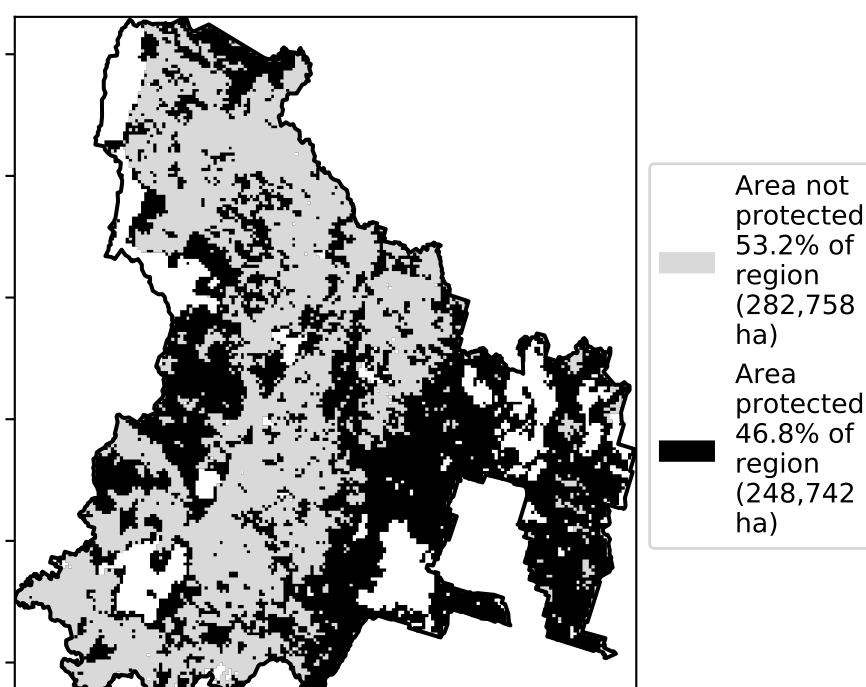 Area not
protected
53.2% of
region
(282,758
ha)
Area
protected
46.8% of
region
(248,742
ha)